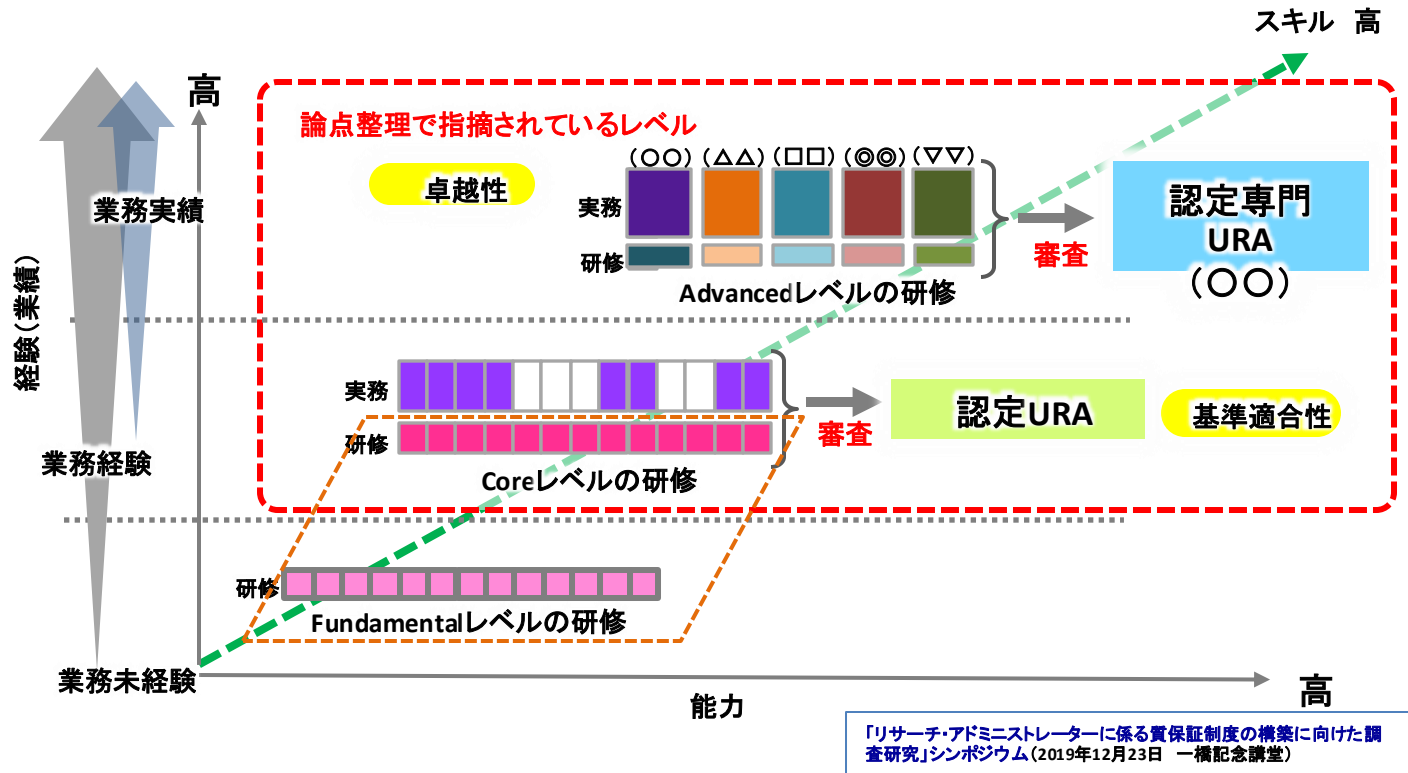 スキル 高
高
論点整理で指摘されているレベル
(○○) (△△) (□□) (◎◎) (▽▽)
卓越性
業務実績
実務
研修
審査
認定専門
URA
(○○)
Advancedレベルの研修
経験(業績)
実務
研修
審査
認定URA
基準適合性
業務経験
Coreレベルの研修
研修
Fundamentalレベルの研修
業務未経験
能力
高
「リサーチ・アドミニストレーターに係る質保証制度の構築に向けた調
査研究」シンポジウム(2019年12月23日 一橋記念講堂)